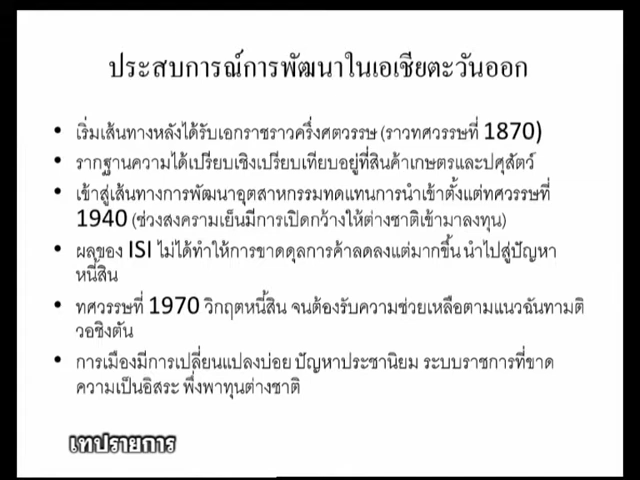 ประสบการณ์การพัฒนาในเอเชียตะวันออก
• เริ่มเส้นทางหลังได้รับเอกราชราวครึ่งศตวรรษ (ราวทศวรรษที่ 1870)
• รากฐานความได้เปรียบเชิงเปรียบเทียบอยู่ที่สินค้าเกษตรและปศุสัตว์
• เข้าสู่เส้นทางการพัฒนาอุตสาหกรรมทดแทนการนำเข้าตั้งแต่ทศวรรษที่
1940 (ช่วงสงครามเย็นมีการเปิดกว้างให้ต่างชาติเข้ามาลงทุน)
• ผลของ ISI ไม่ได้ทำให้การขาดดุลการค้าลดลงแต่มากขึ้น นำไปสู่ปัญหา
หนี้สิน
• ทศวรรษที่ 1970 วิกฤตหนี้สิน จนต้องรับความช่วยเหลือตามแนวฉันทามติ
วอชิงตัน
• การเมืองมีการเปลี่ยนแปลงบ่อย ปัญหาประชานิยม ระบบราชการที่ขาด
ความเป็นอิสระ พึ่งพาทุนต่างชาติ
เทปรายการ